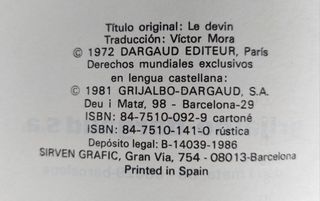 Título original: Le devin
Traducción: Víctor Mora
© 1972 DARGAUD EDITEUR, París
Derechos mundiales exclusivos
en lengua castellana:
© 1981 GRIJALBO-DARGAUD, S.A.
Deu i Mata, 98 - Barcelona-29
ISBN: 84-7510-092-9 cartoné
ISBN: 84-7510-141-0 rústica
Depósito legal: B-14039-1986
SIRVEN GRAFIC, Gran Via, 754 - 08013-Barcelona
Printed in Spain